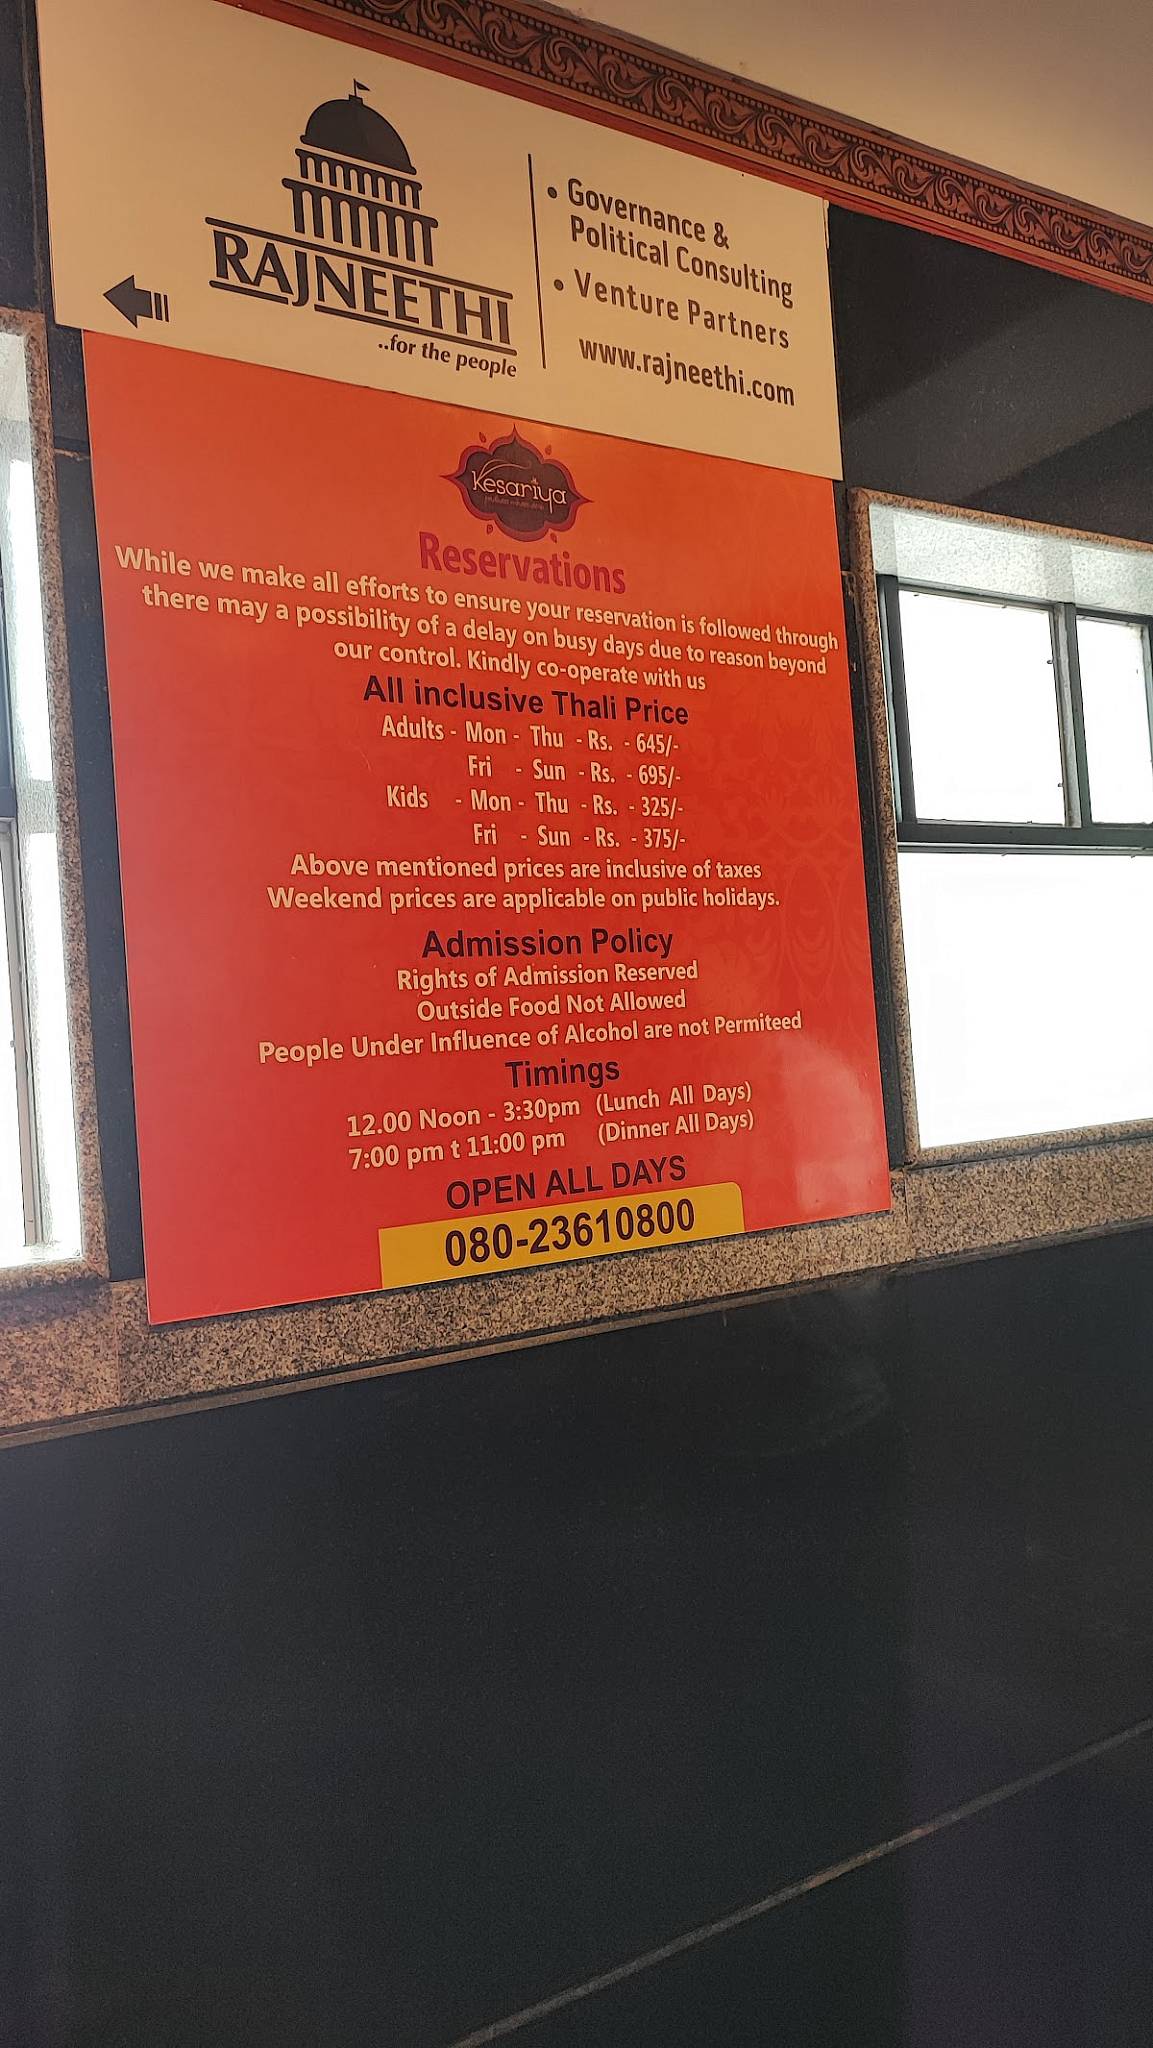 RAJNEETHI
..for the people
• Governance &
Political Consulting
• Venture Partners
www.rajneethi.com
Kesariya
Reservations
While we make all efforts to ensure your reservation is followed through
there may a possibility of a delay on busy days due to reason beyond
our control. Kindly co-operate with us
All inclusive Thali Price
Adults - Mon - Thu - Rs. - 645/-
Fri - Sun - Rs. - 695/-
Kids - Mon - Thu - Rs. - 325/-
Fri - Sun - Rs. - 375/-
Above mentioned prices are inclusive of taxes
Weekend prices are applicable on public holidays.
Admission Policy
Rights of Admission Reserved
Outside Food Not Allowed
People Under Influence of Alcohol are not Permiteed
Timings
12.00 Noon - 3:30pm (Lunch All Days)
7:00 pm t 11:00 pm (Dinner All Days)
OPEN ALL DAYS
080-23610800